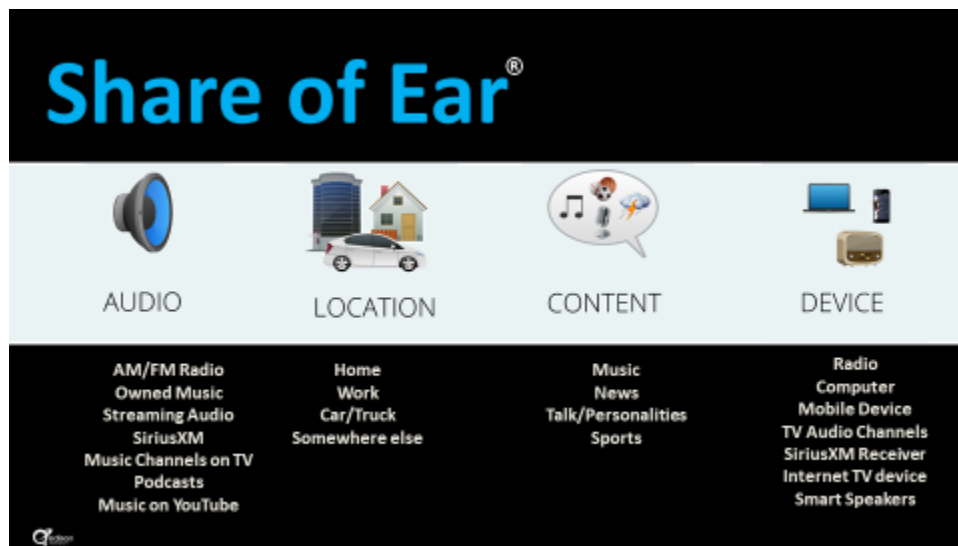 Share of Ear®
AUDIO
LOCATION
CONTENT
DEVICE
AM/FM Radio
Owned Music
Streaming Audio
SiriusXM
Music Channels on TV
Podcasts
Music on YouTube
Home
Work
Car/Truck
Somewhere else
Music
News
Talk/Personalities
Sports
Radio
Computer
Mobile Device
TV Audio Channels
SiriusXM Receiver
Internet TV device
Smart Speakers
edison